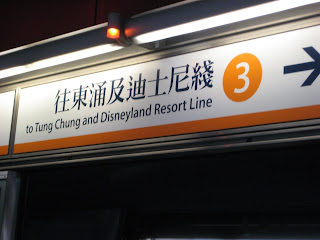 往東涌及迪士尼綫
to Tung Chung and Disneyland Resort Line
3